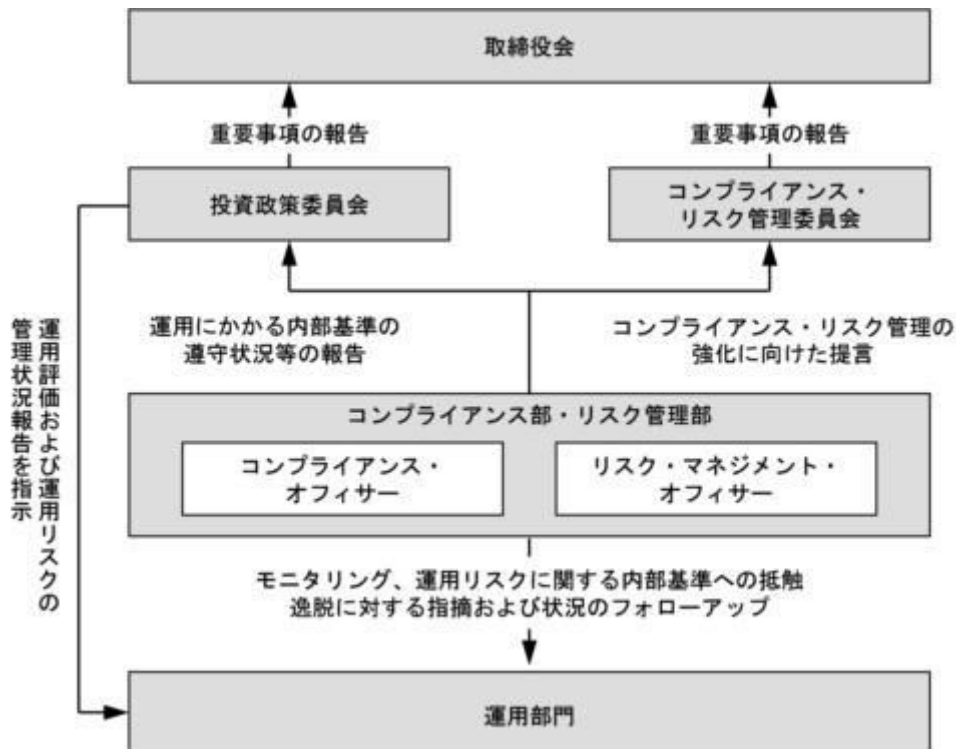 取締役会
重要事項の報告
重要事項の報告
投資政策委員会
コンプライアンス・
リスク管理委員会
運用にかかる内部基準の
遵守状況等の報告
コンプライアンス・リスク管理の
強化に向けた提言
運用評価および運用リスクの
管理状況報告を指示
コンプライアンス部・リスク管理部
コンプライアンス・
オフィサー
リスク・マネジメント・
オフィサー
モニタリング、運用リスクに関する内部基準への抵触
逸脱に対する指摘および状況のフォローアップ
運用部門